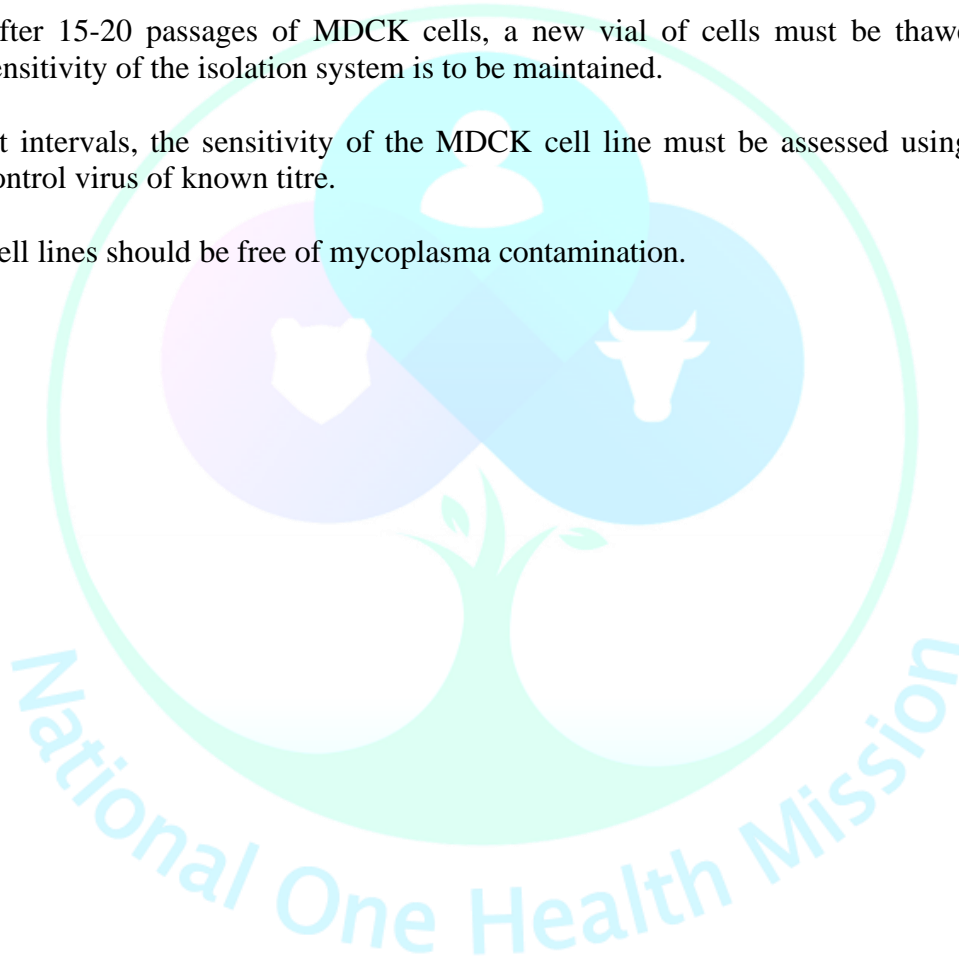 fter 15-20 passages of MDCK cells, a new vial of cells must be thawe
ensitivity of the isolation system is to be maintained.
t intervals, the sensitivity of the MDCK cell line must be assessed using
ontrol virus of known titre.
ell lines should be free of mycoplasma contamination.
National One Health Mission